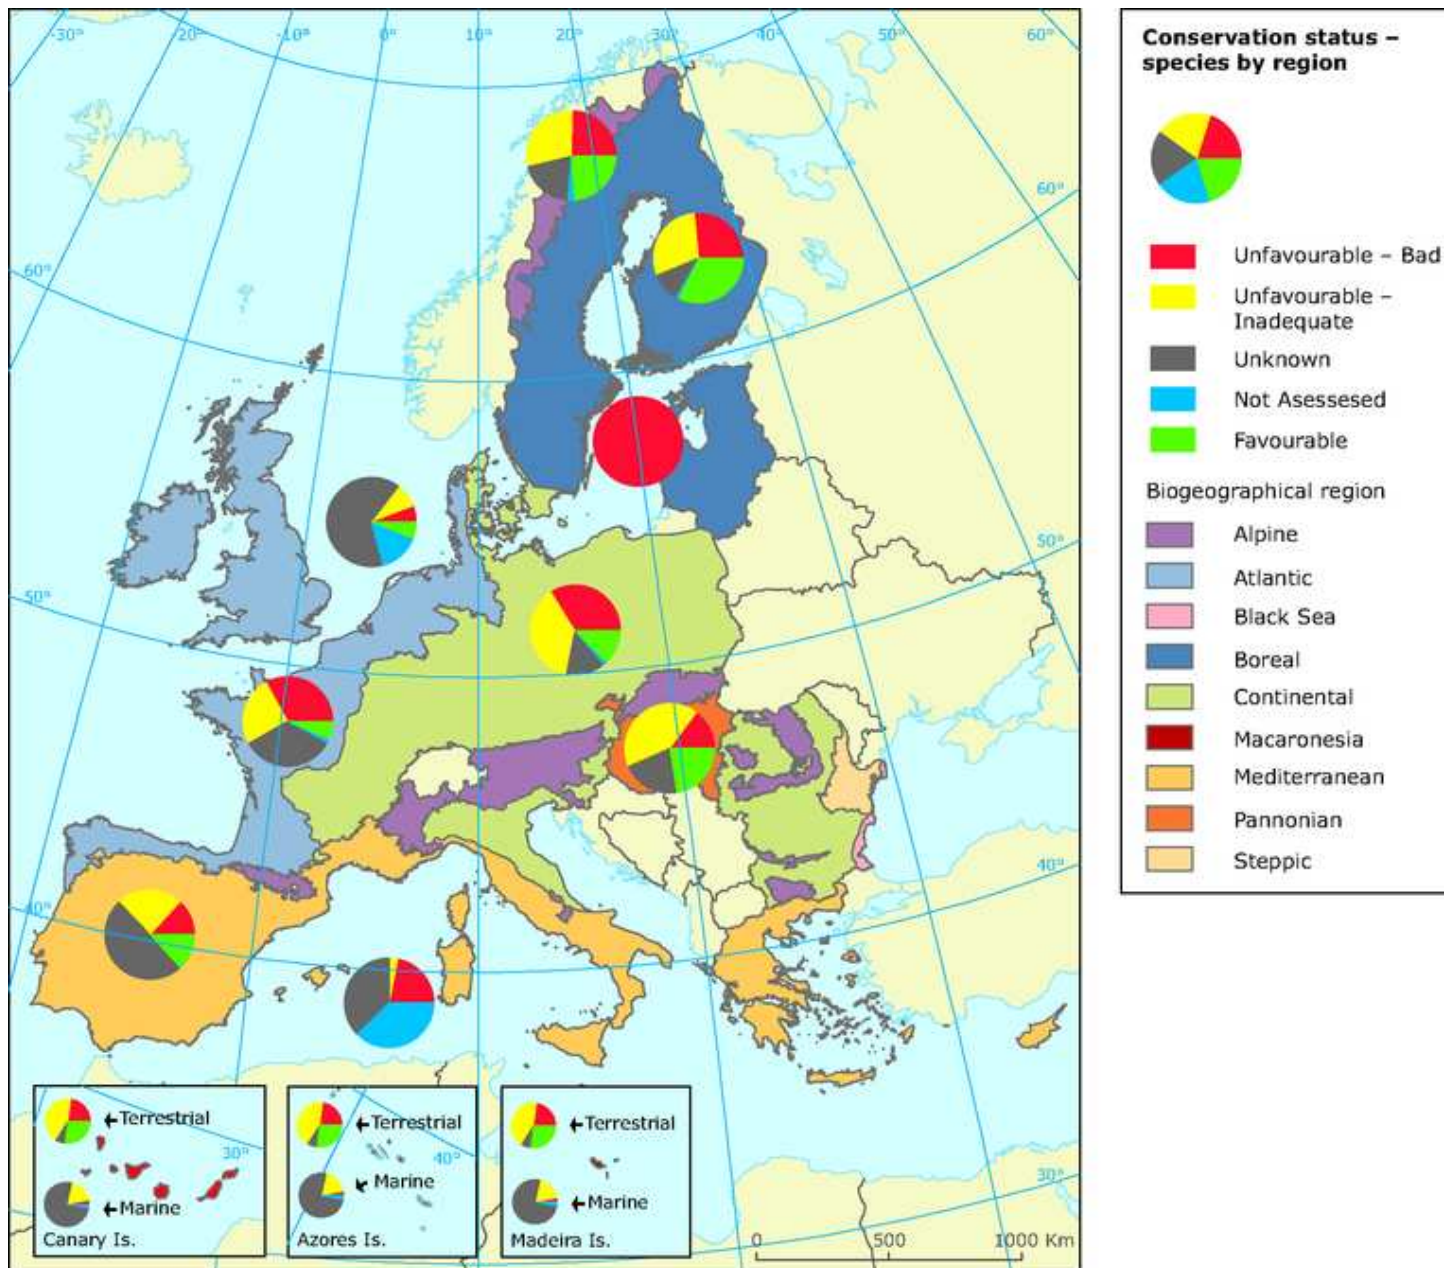 -30°
-20°
-10°
0°
10°
20°
30°
40°
50°
60°
60°
60°
50°
50°
40°
40°
30°
Terrestrial
30°
Marine
Canary Is.
Terrestrial
40°
Marine
Azores Is.
Terrestrial
Marine
Madeira Is.
0 500 1000 Km
Conservation status –
species by region
Unfavourable – Bad
Unfavourable –
Inadequate
Unknown
Not Asessesed
Favourable
Biogeographical region
Alpine
Atlantic
Black Sea
Boreal
Continental
Macaronesia
Mediterranean
Pannonian
Steppic